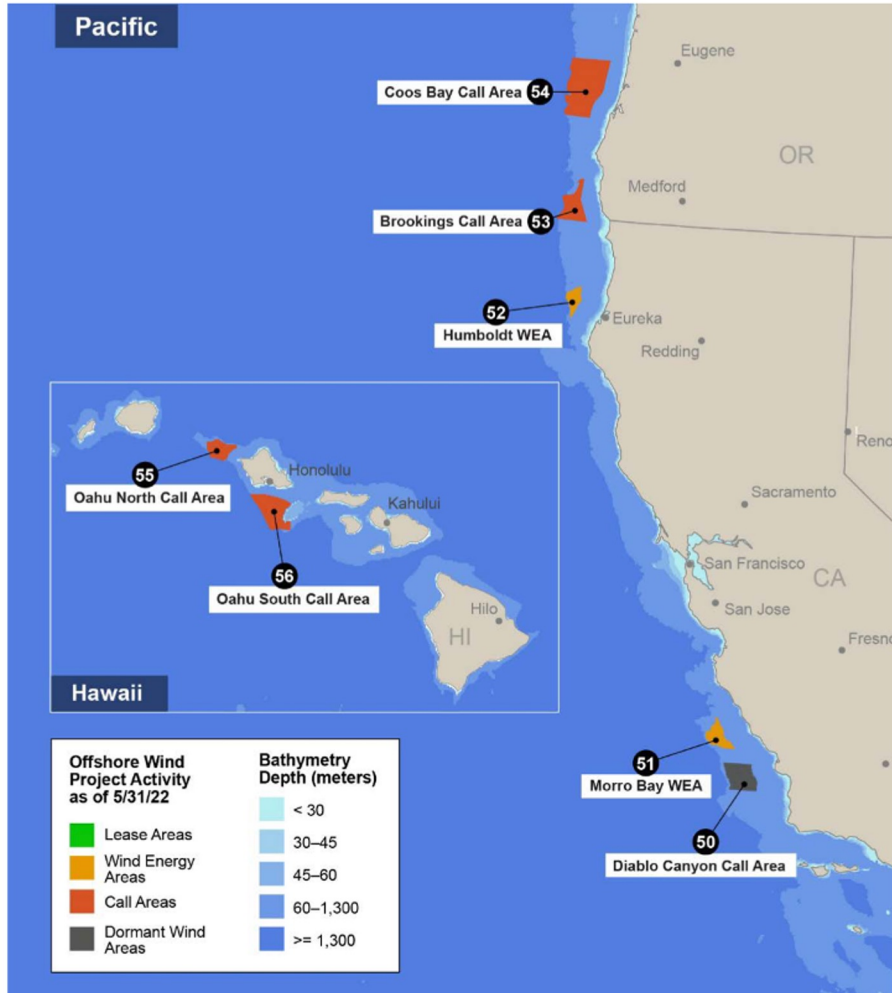 Pacific
Eugene
Coos Bay Call Area 54
OR
Medford
Brookings Call Area 53
52
Humboldt WEA
Eureka
Redding
Reno
55
Oahu North Call Area
Honolulu
Kahului
56
Oahu South Call Area
Hilo
HI
Hawaii
Sacramento
San Francisco
CA
San Jose
Fresno
51
Morro Bay WEA
50
Diablo Canyon Call Area
Offshore Wind
Project Activity
as of 5/31/22
Lease Areas
Wind Energy
Areas
Call Areas
Dormant Wind
Areas
Bathymetry
Depth (meters)
< 30
30–45
45–60
60–1,300
>= 1,300